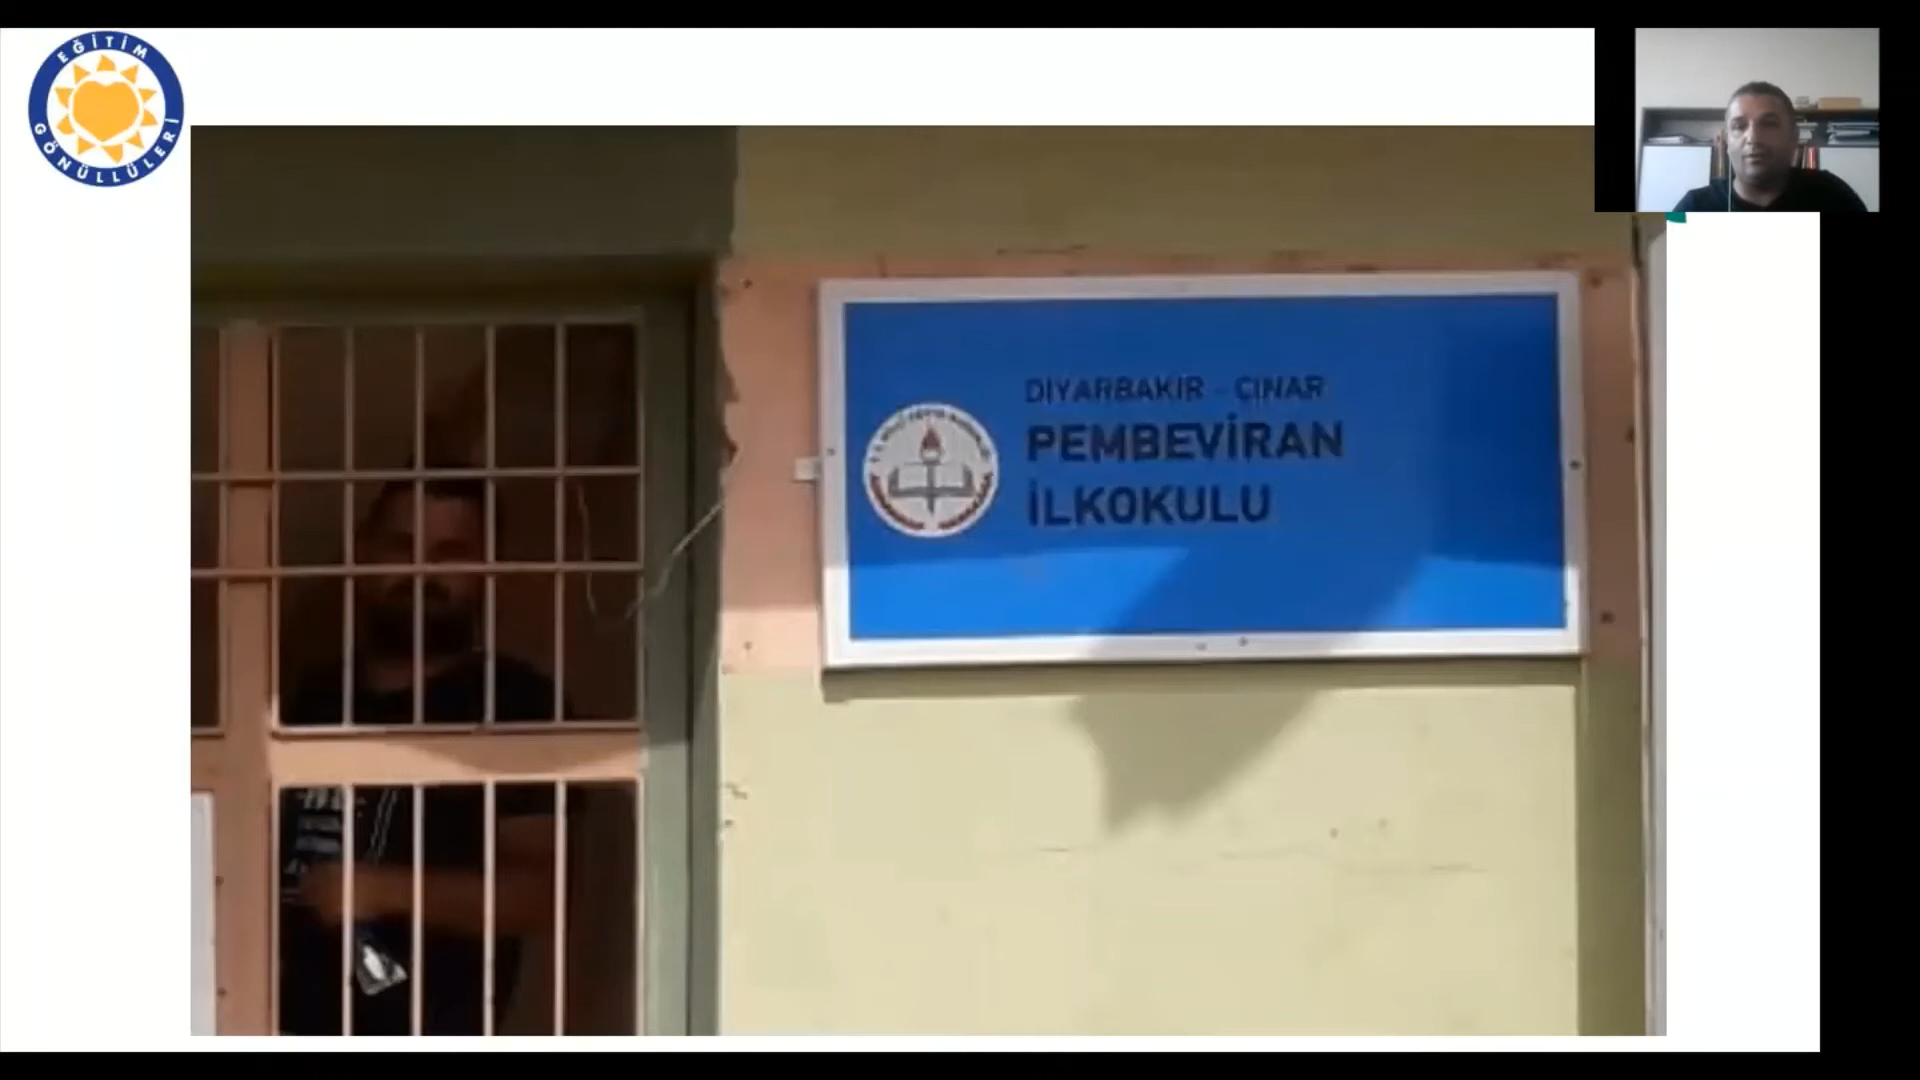 EĞİTİM
GÖNÜLLÜLERİ
DİYARBAKIR - ÇINAR
PEMBEVİRAN
İLKOKULU